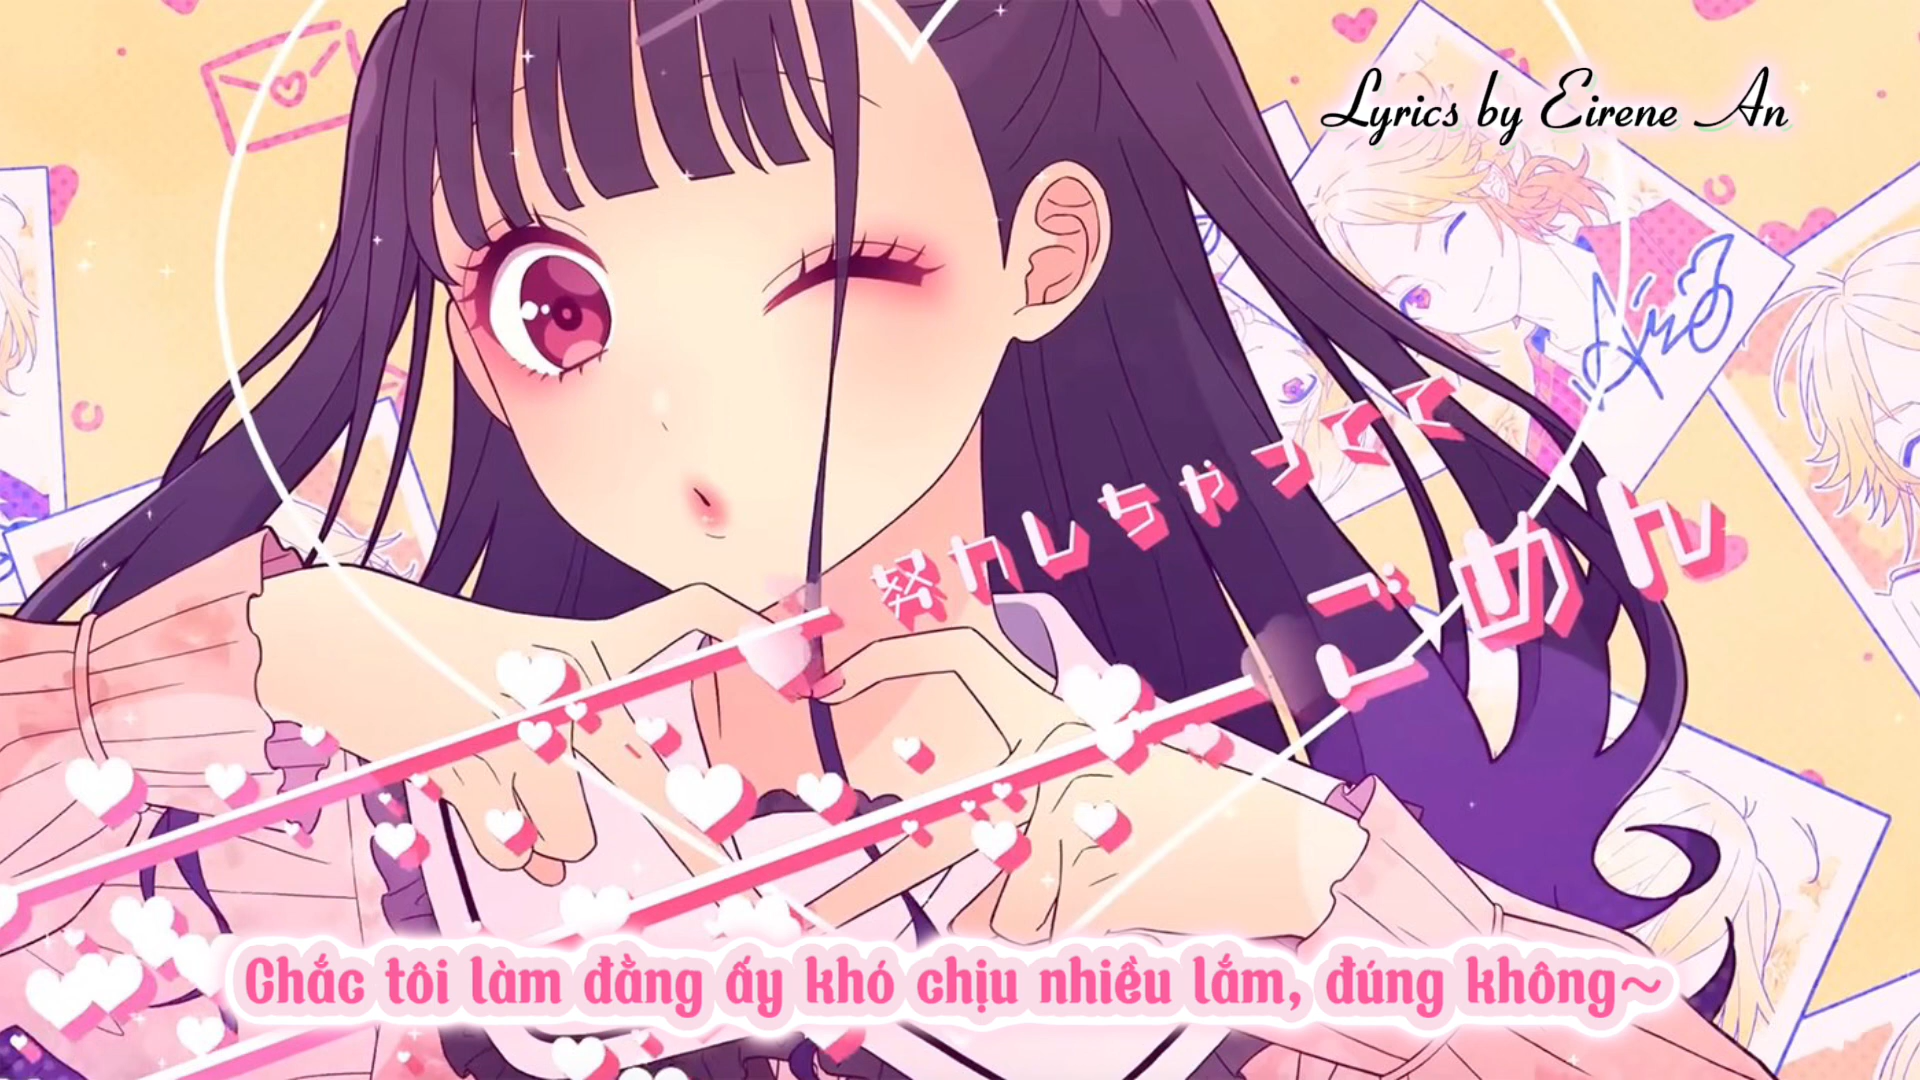 Lyrics by Eirene An
努力しちゃってて
ごめん
Chắc tôi làm đằng ấy khó chịu nhiều lắm, đúng không~